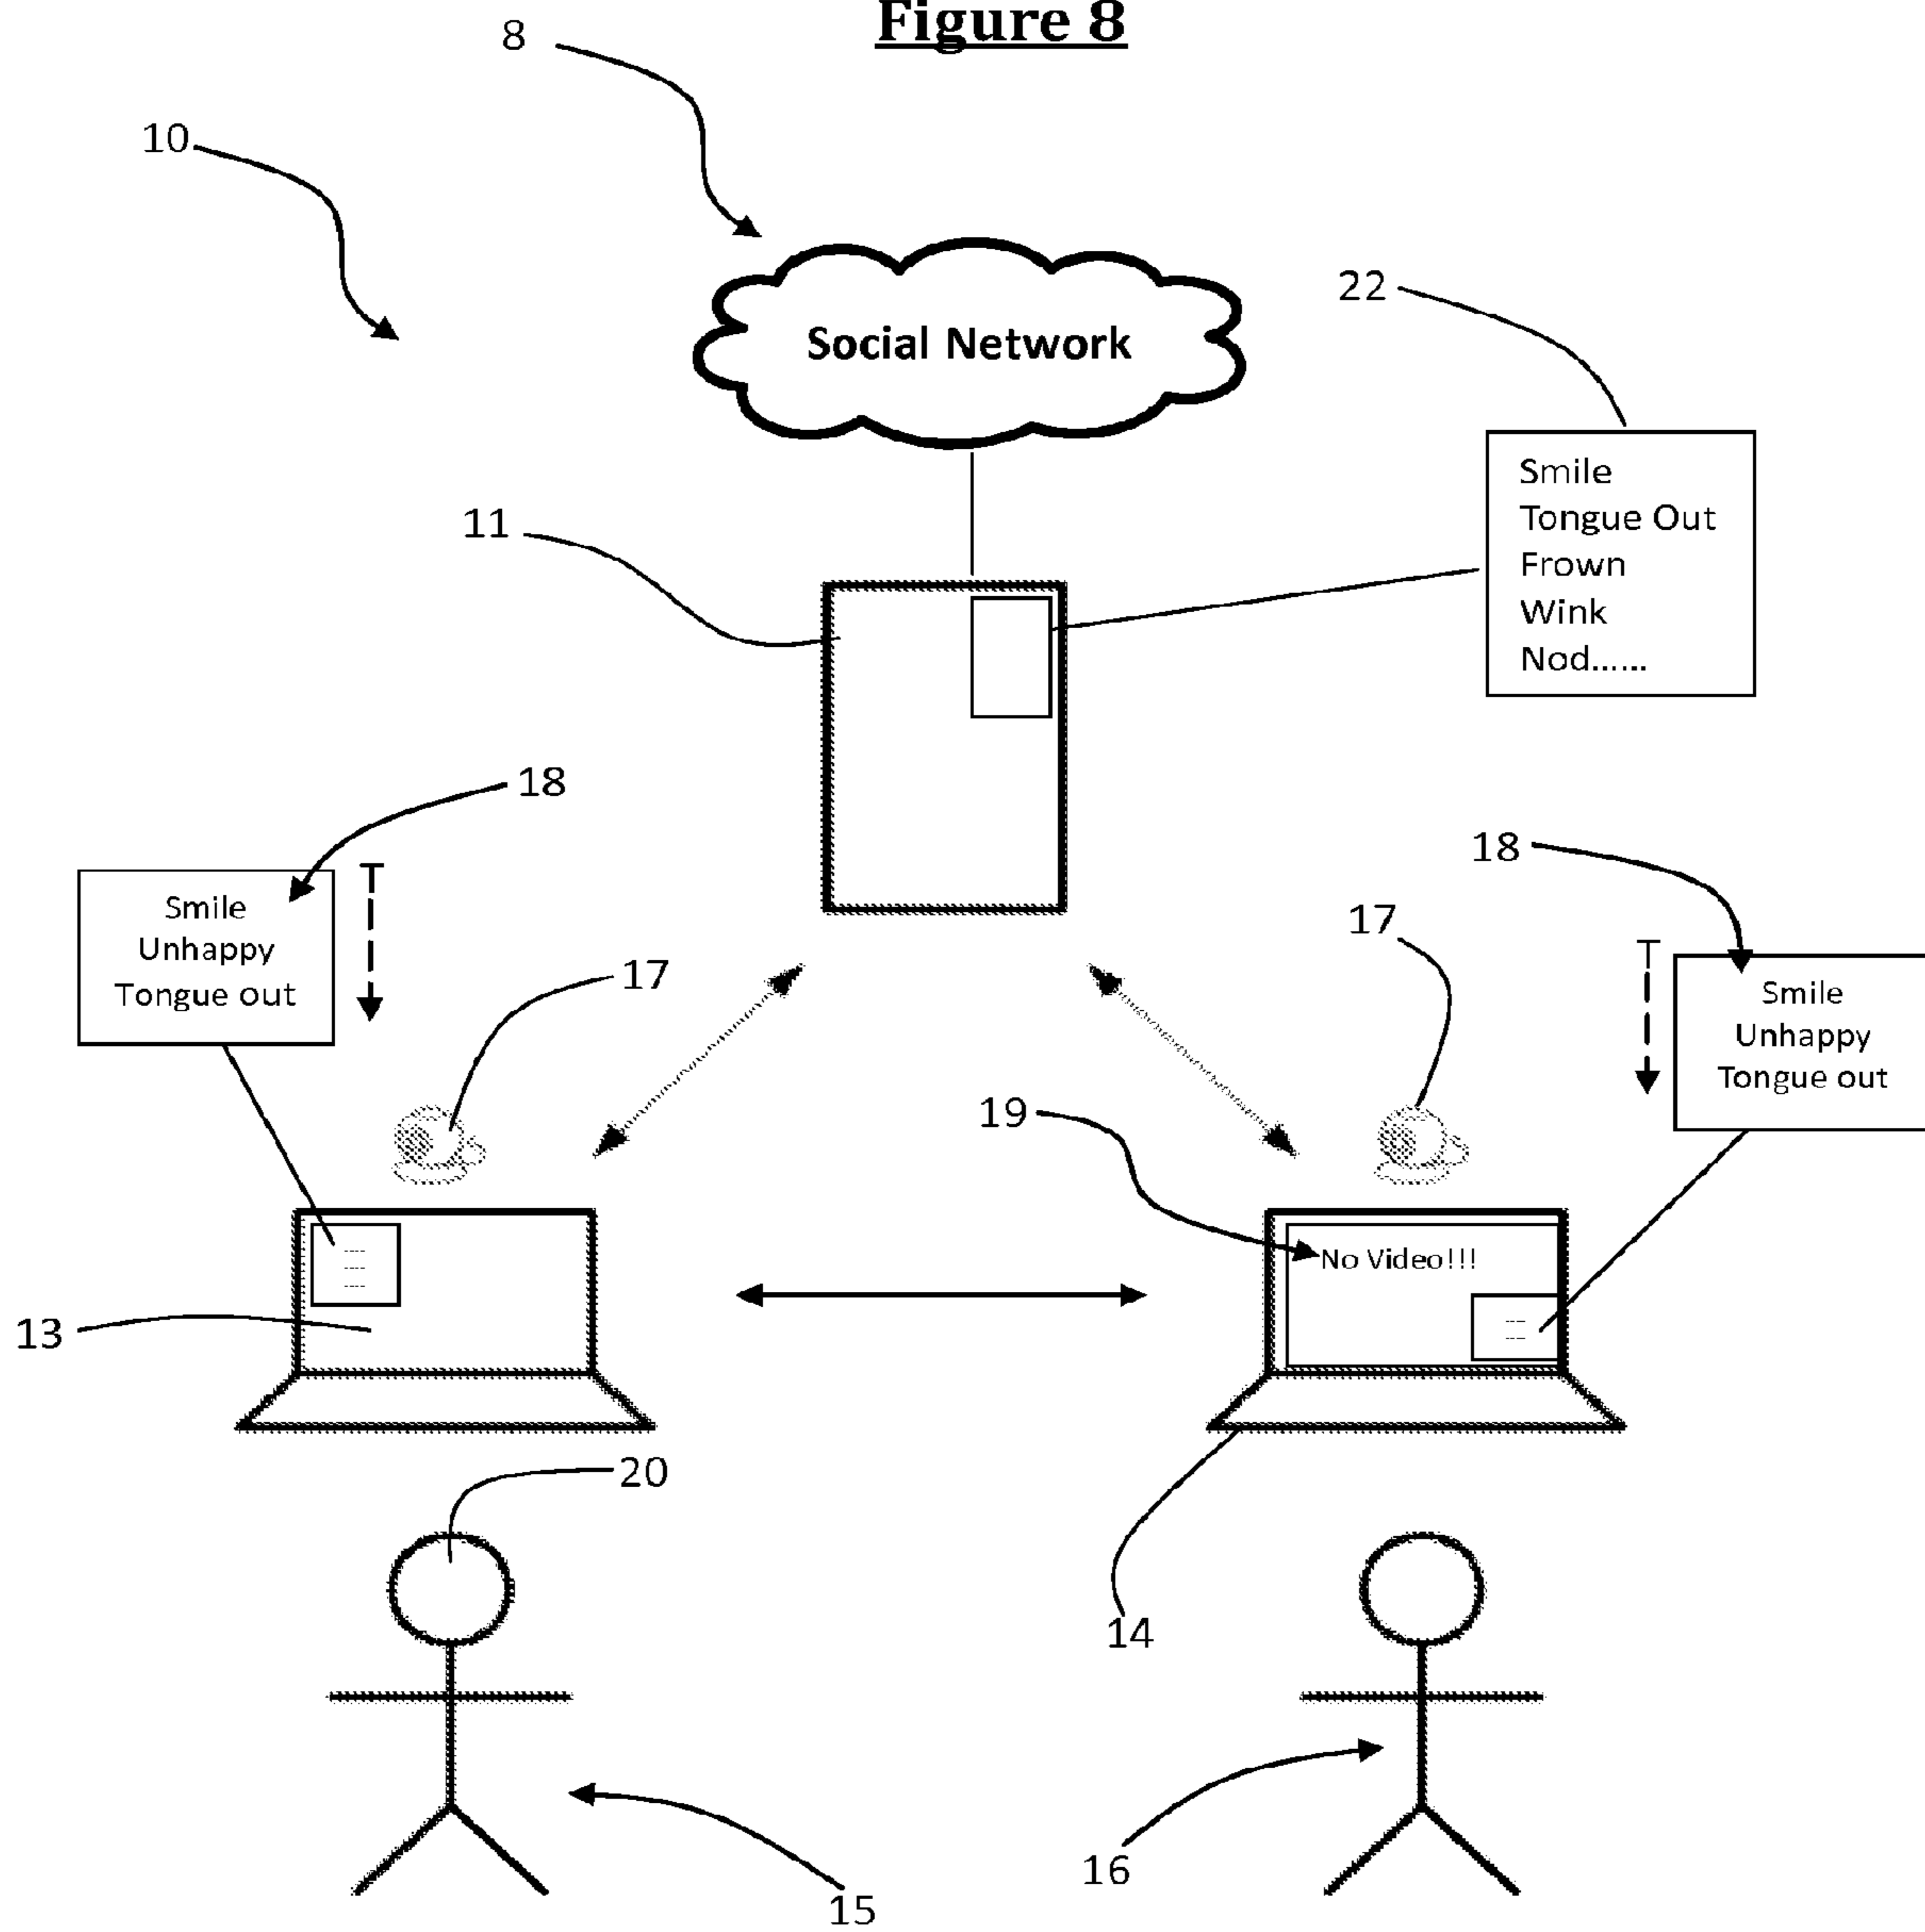 Figure 8
8
10
Social Network
22
Smile
Tongue Out
Frown
Wink
Nod......
11
18
Smile
Unhappy
Tongue out
17
18
17
Smile
Unhappy
Tongue out
19
No Video!!!
13
20
14
16
15